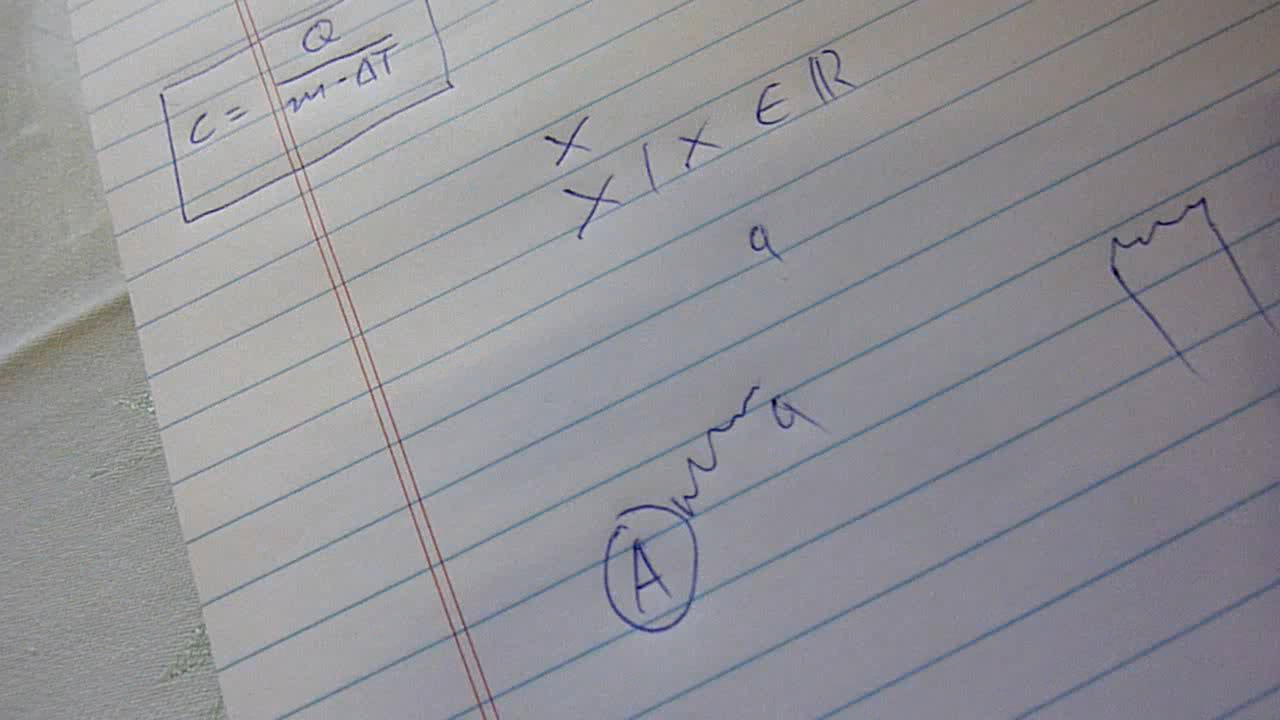 C = Q / m · ΔT
X
X | X ∈ ℝ
a
a
A